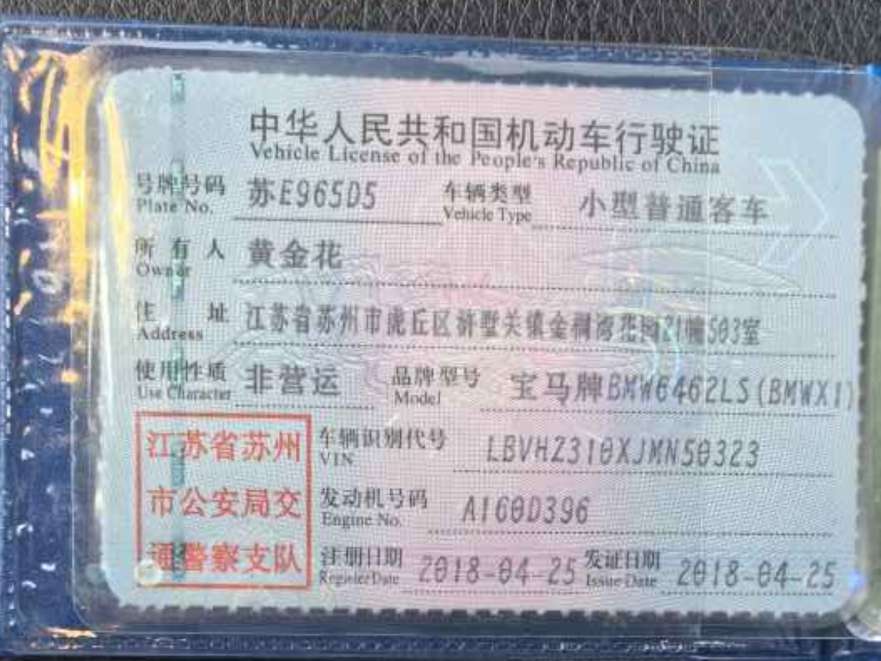 中华人民共和国机动车行驶证
Vehicle License of the People's Republic of China
号牌号码 苏E965D5 车辆类型 小型普通客车
Plate No. Vehicle Type
所有人 黄金花
Owner
住址 江苏省苏州市虎丘区浒墅关镇金桐湾花园21幢503室
Address
使用性质 非营运 品牌型号 宝马牌BMW6462LS(BMWX1)
Use Character Model
江苏省苏州 车辆识别代号 LBVHZ310XJMN50323
VIN
市公安局交 发动机号码 A160D396
Engine No.
通警察支队 注册日期 2018-04-25 发证日期 2018-04-25
Register Date Issue Date